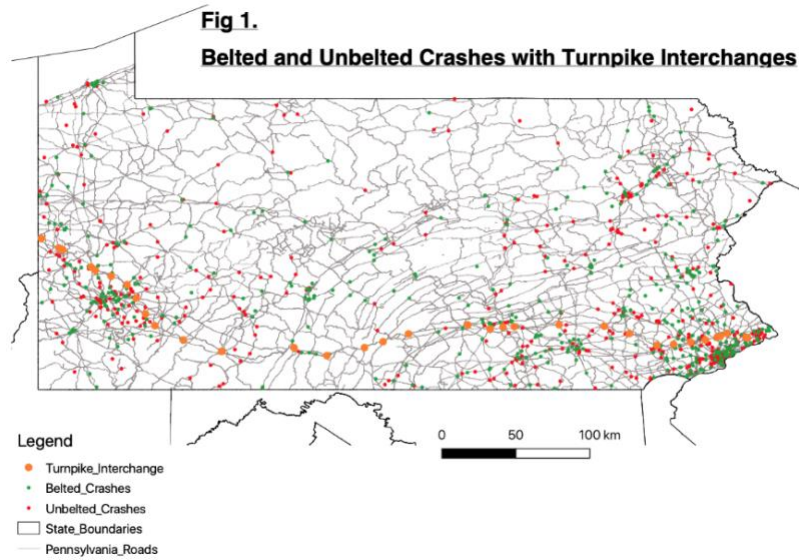 Fig 1.
Belted and Unbelted Crashes with Turnpike Interchanges
Legend
Turnpike_Interchange
Belted_Crashes
Unbelted_Crashes
State_Boundaries
Pennsylvania_Roads
0 50 100 km